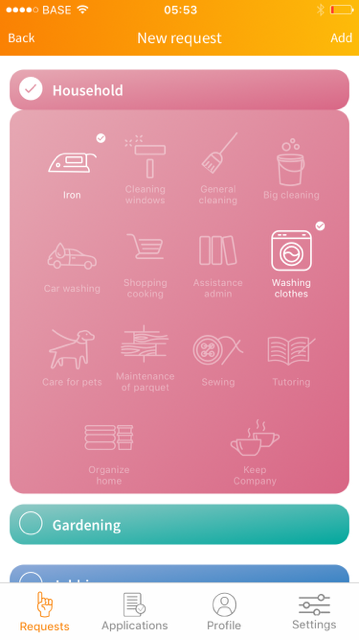 BASE 05:53
Back New request Add
Household
Iron
Cleaning
windows
General
cleaning
Big cleaning
Car washing
Shopping
cooking
Assistance
admin
Washing
clothes
Care for pets
Maintenance
of parquet
Sewing
Tutoring
Organize
home
Keep
Company
Gardening
Requests Applications Profile Settings